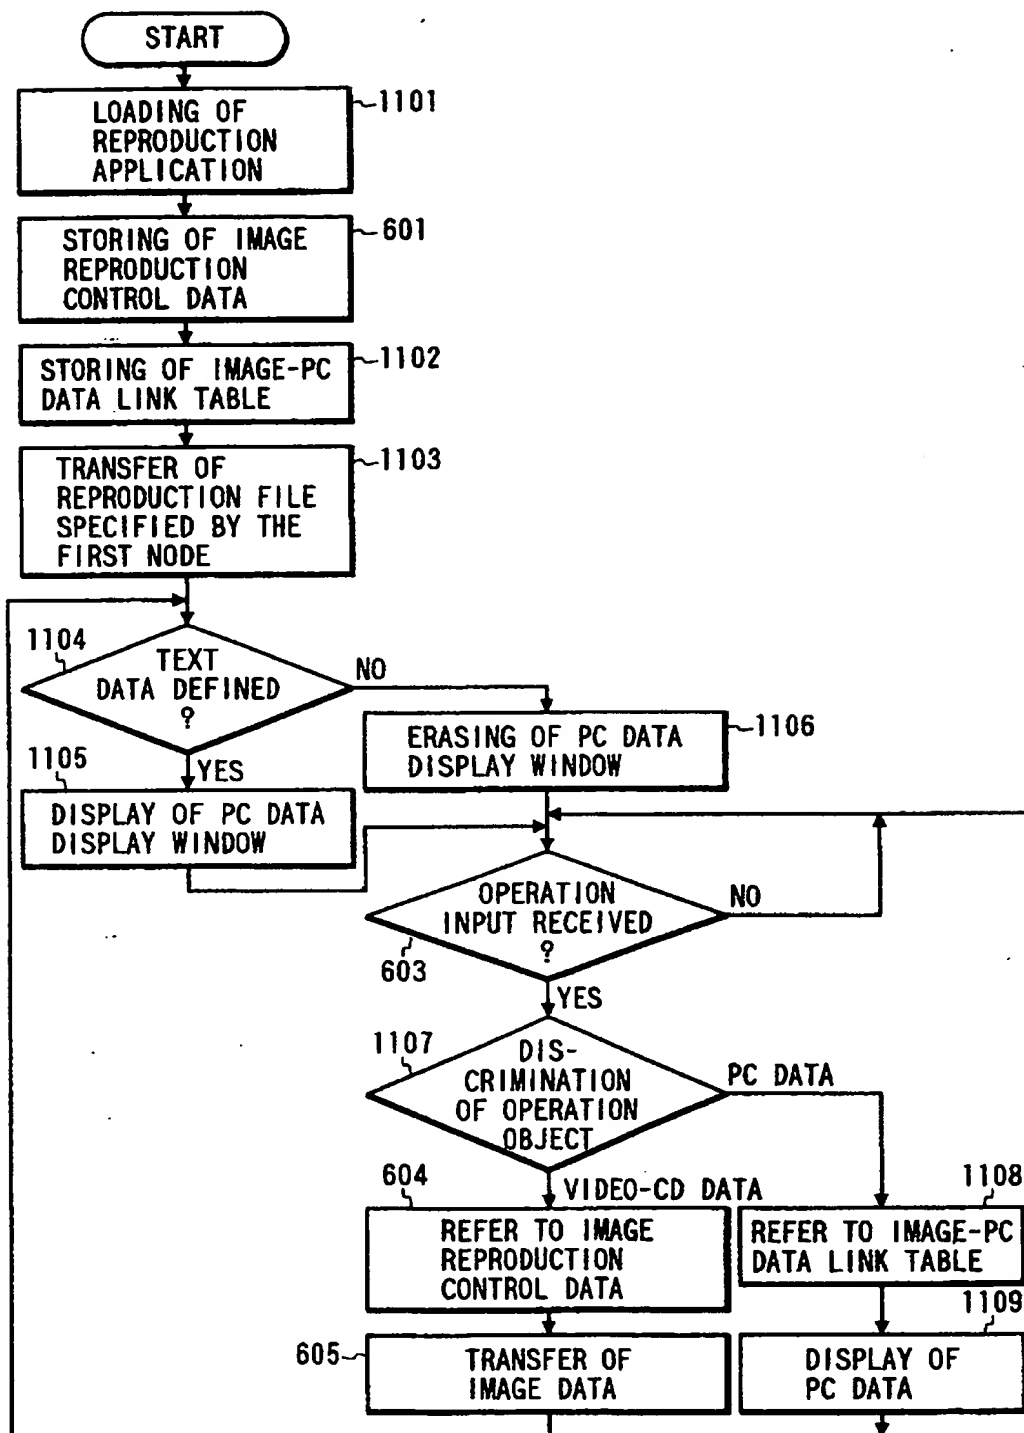 START
1101
LOADING OF
REPRODUCTION
APPLICATION
601
STORING OF IMAGE
REPRODUCTION
CONTROL DATA
1102
STORING OF IMAGE-PC
DATA LINK TABLE
1103
TRANSFER OF
REPRODUCTION FILE
SPECIFIED BY THE
FIRST NODE
1104
TEXT
DATA DEFINED
?
NO
YES
1106
ERASING OF PC DATA
DISPLAY WINDOW
1105
DISPLAY OF PC DATA
DISPLAY WINDOW
OPERATION
INPUT RECEIVED
?
NO
603
YES
1107
DIS-
CRIMINATION
OF OPERATION
OBJECT
PC DATA
VIDEO-CD DATA
604
REFER TO IMAGE
REPRODUCTION
CONTROL DATA
1108
REFER TO IMAGE-PC
DATA LINK TABLE
605
TRANSFER OF
IMAGE DATA
1109
DISPLAY OF
PC DATA